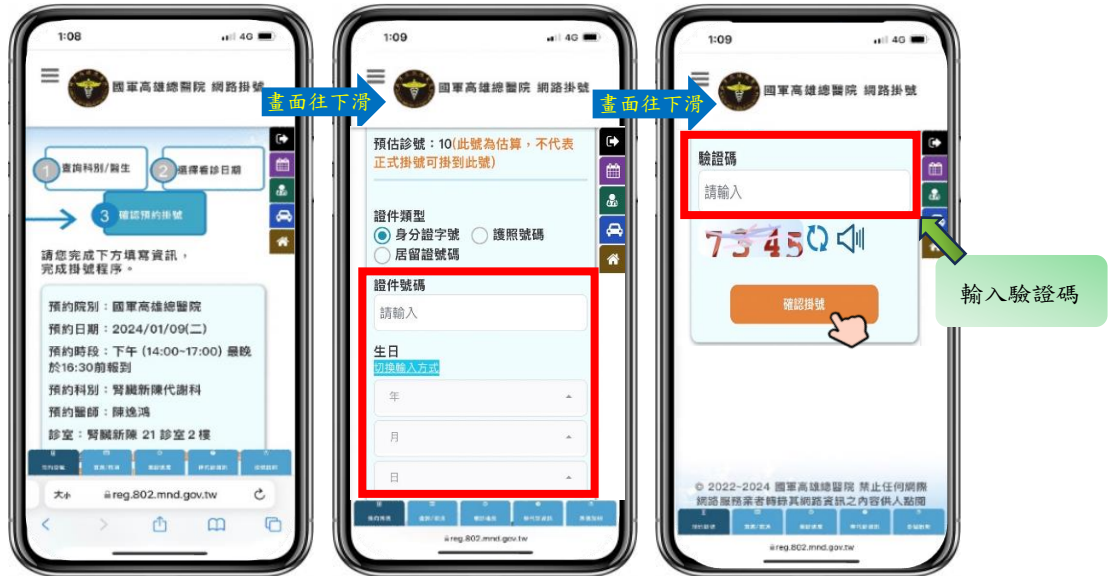 1:08
4G
國軍高雄總醫院 網路掛號
1
查詢科別/醫生
2
選擇看診日期
3
確認預約掛號
請您完成下方填寫資訊，
完成掛號程序。
預約院別：國軍高雄總醫院
預約日期：2024/01/09(二)
預約時段：下午 (14:00~17:00) 最晚
於16:30前報到
預約科別：腎臟新陳代謝科
預約醫師：陳逸鴻
診室：腎臟新陳 21 診室2樓
大小
reg.802.mnd.gov.tw
畫面往下滑
1:09
4G
國軍高雄總醫院 網路掛號
預估診號：10(此號為估算，不代表
正式掛號可掛到此號)
證件類型
身分證字號
護照號碼
居留證號碼
證件號碼
請輸入
生日
切換輸入方式
年
月
日
reg.802.mnd.gov.tw
畫面往下滑
1:09
4G
國軍高雄總醫院 網路掛號
驗證碼
請輸入
7345
確認掛號
輸入驗證碼
© 2022-2024 國軍高雄總醫院 禁止任何網際
網路服務業者轉錄其網路資訊之內容供人點閱
reg.802.mnd.gov.tw